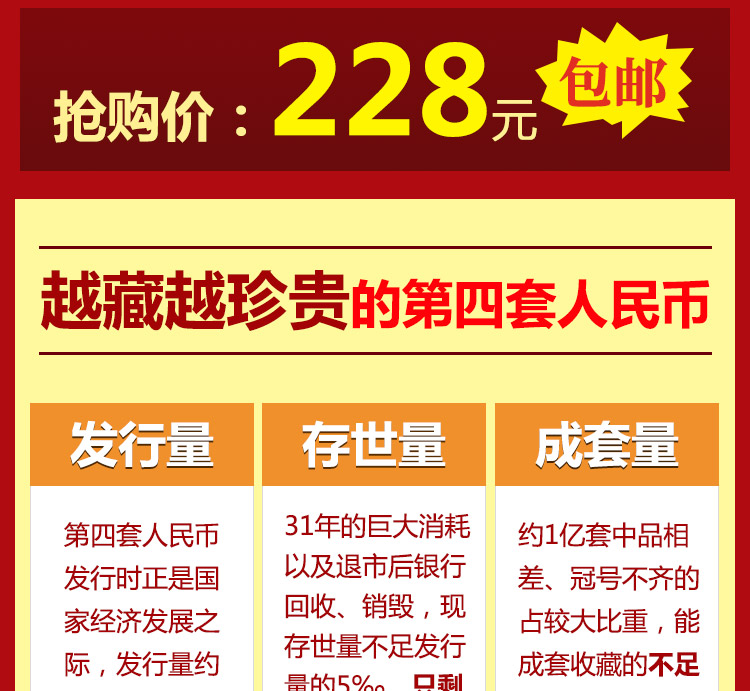 抢购价：228元 包邮
越藏越珍贵的第四套人民币
发行量
第四套人民币
发行时正是国
家经济发展之
际，发行量约
存世量
31年的巨大消耗
以及退市后银行
回收、销毁，现
存世量不足发行
量的5‰，只剩
成套量
约1亿套中品相
差、冠号不齐的
占较大比重，能
成套收藏的不足